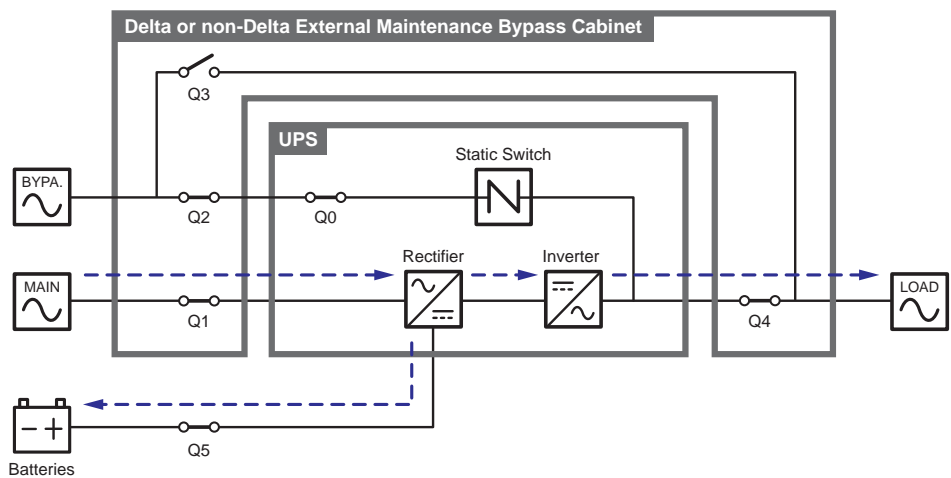 Delta or non-Delta External Maintenance Bypass Cabinet
Q3
UPS
Static Switch
BYPA.
Q2
Q0
Rectifier
Inverter
MAIN
LOAD
Q1
Q4
Batteries
Q5